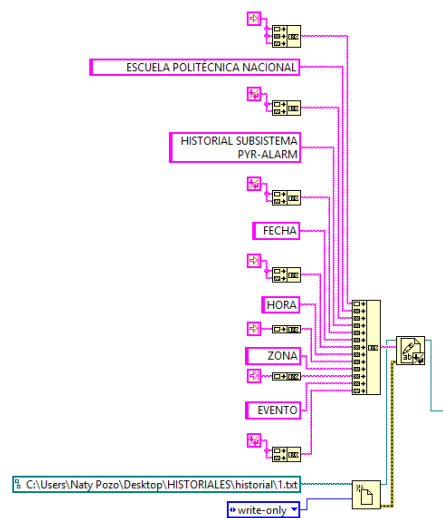 ESCUELA POLITÉCNICA NACIONAL
HISTORIAL SUBSISTEMA
PYR-ALARM
FECHA
HORA
ZONA
EVENTO
C:\Users\Naty Pozo\Desktop\HISTORIALES\historial\1.txt
write-only